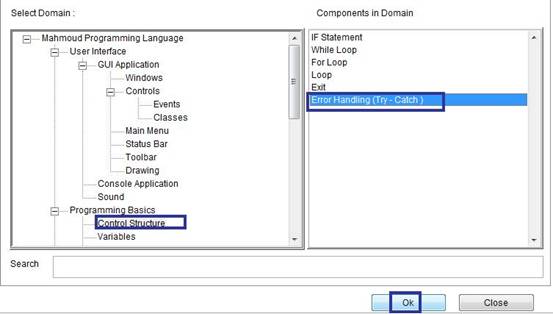 Select Domain :
Mahmoud Programming Language
User Interface
GUI Application
Windows
Controls
Events
Classes
Main Menu
Status Bar
Toolbar
Drawing
Console Application
Sound
Programming Basics
Control Structure
Variables
Components in Domain
IF Statement
While Loop
For Loop
Loop
Exit
Error Handling (Try - Catch )
Search
Ok
Close